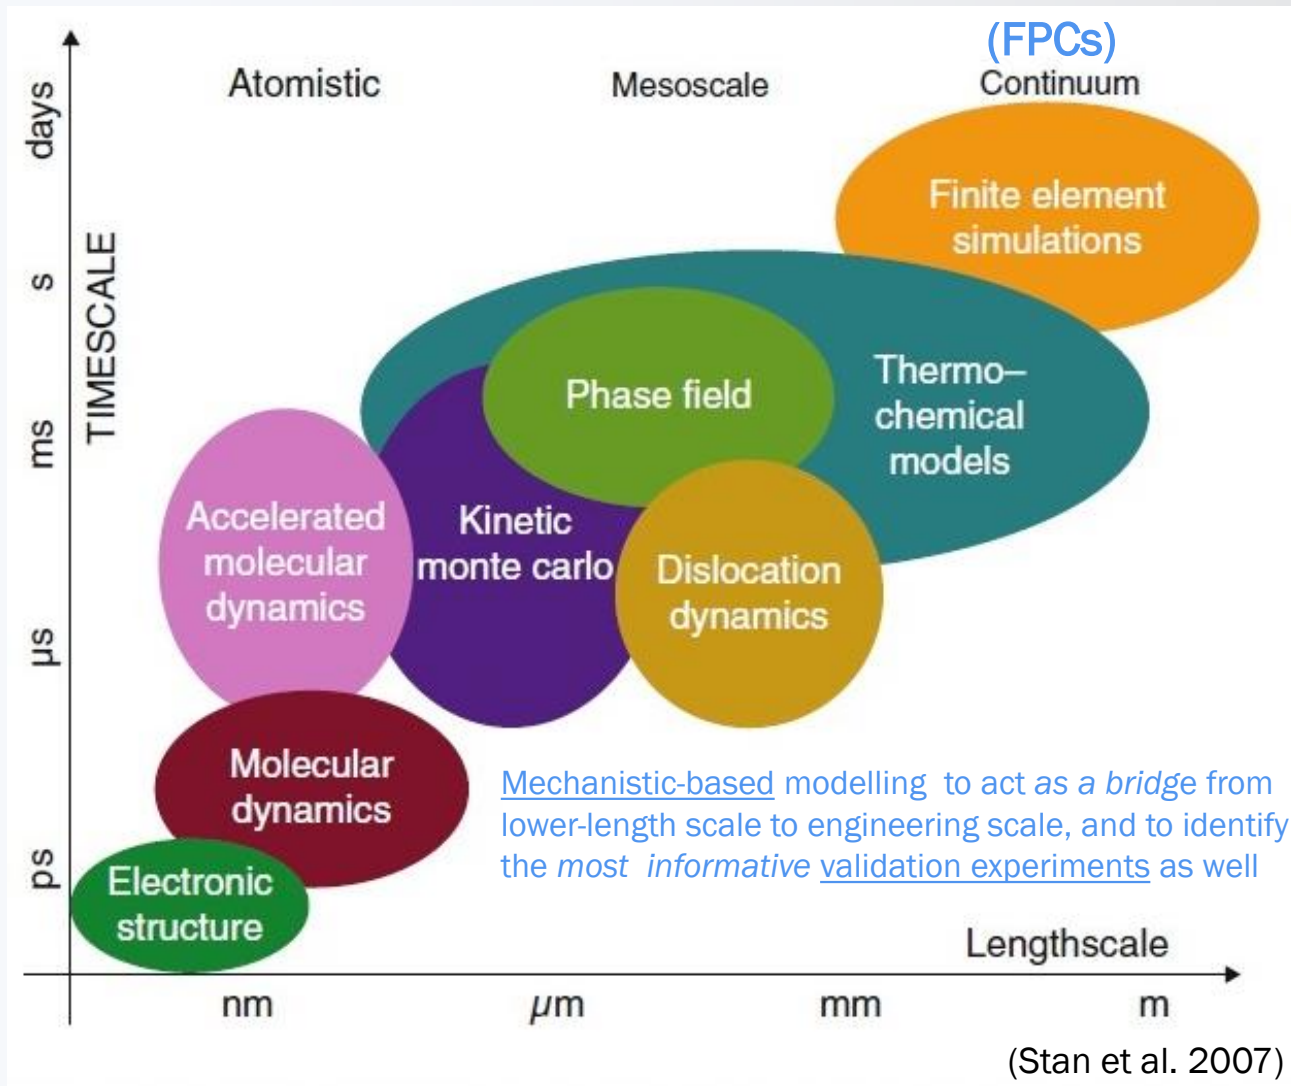 (FPCs)
Atomistic
Mesoscale
Continuum
days
s
ms
µs
ps
TIMESCALE
Finite element
simulations
Thermo–
chemical
models
Phase field
Accelerated
molecular
dynamics
Kinetic
monte carlo
Dislocation
dynamics
Molecular
dynamics
Electronic
structure
Mechanistic-based modelling to act as a bridge from
lower-length scale to engineering scale, and to identify
the most informative validation experiments as well
Lengthscale
nm
µm
mm
m
(Stan et al. 2007)